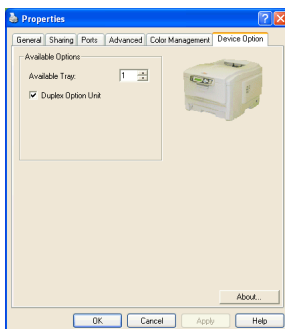 Properties
General Sharing Ports Advanced Color Management Device Option
Available Options
Available Tray: 1
Duplex Option Unit
About...
OK Cancel Apply Help